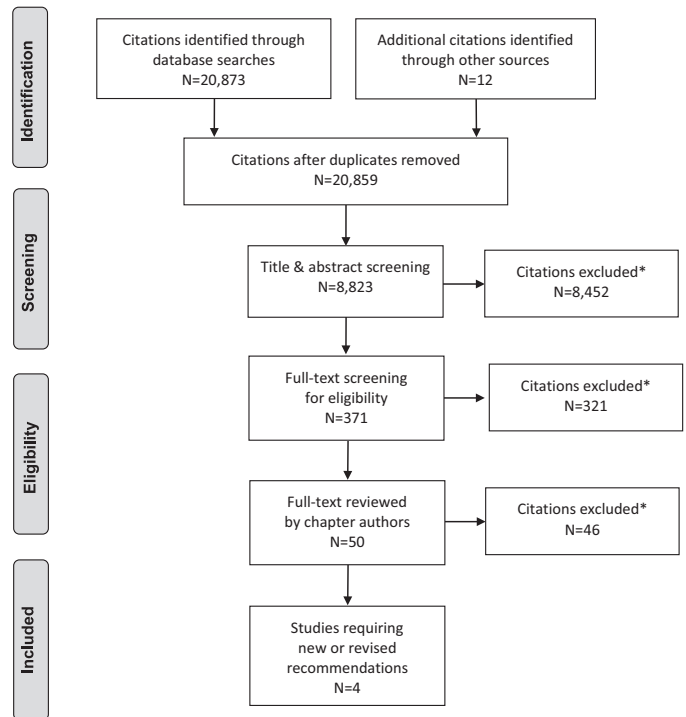 Identification
Citations identified through
database searches
N=20,873
Additional citations identified
through other sources
N=12
Citations after duplicates removed
N=20,859
Screening
Title & abstract screening
N=8,823
Citations excluded*
N=8,452
Eligibility
Full-text screening
for eligibility
N=371
Citations excluded*
N=321
Full-text reviewed
by chapter authors
N=50
Citations excluded*
N=46
Included
Studies requiring
new or revised
recommendations
N=4